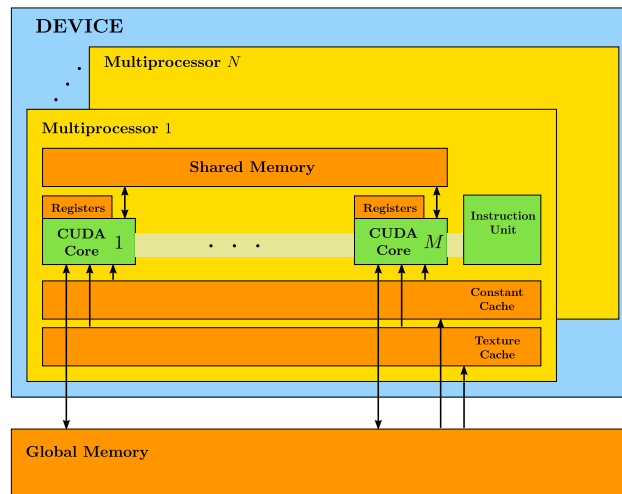 DEVICE
Multiprocessor N
Multiprocessor 1
Shared Memory
Registers
Registers
CUDA
Core 1
. . .
CUDA
Core M
Instruction
Unit
Constant
Cache
Texture
Cache
Global Memory